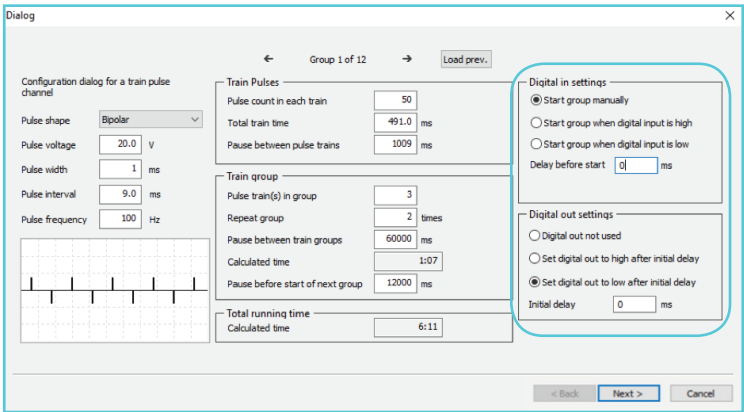 Dialog
← Group 1 of 12 → Load prev.
Configuration dialog for a train pulse
channel
Pulse shape Bipolar
Pulse voltage 20.0 V
Pulse width 1 ms
Pulse interval 9.0 ms
Pulse frequency 100 Hz
Train Pulses
Pulse count in each train 50
Total train time 491.0 ms
Pause between pulse trains 1009 ms
Train group
Pulse train(s) in group 3
Repeat group 2 times
Pause between train groups 60000 ms
Calculated time 1:07
Pause before start of next group 12000 ms
Total running time
Calculated time 6:11
Digital in settings
Start group manually
Start group when digital input is high
Start group when digital input is low
Delay before start 0 ms
Digital out settings
Digital out not used
Set digital out to high after initial delay
Set digital out to low after initial delay
Initial delay 0 ms
< Back Next > Cancel